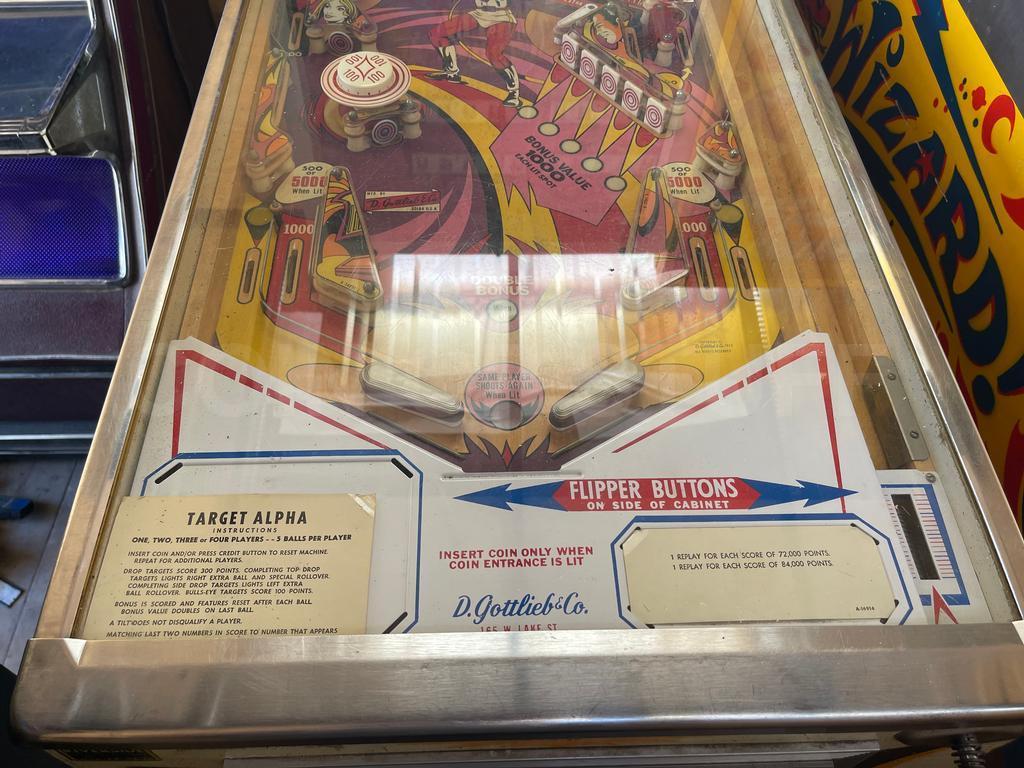 100
100 100
100
500
OR
5000
When Lit
1000
MFD. BY
D. Gottlieb & Co.
BONUS VALUE
1000
EACH LIT SPOT
5000
When Lit
000
DOUBLE
BONUS
SAME PLAYER
SHOOTS AGAIN
When Lit
WIZARD!
FLIPPER BUTTONS
ON SIDE OF CABINET
TARGET ALPHA
INSTRUCTIONS
ONE, TWO, THREE or FOUR PLAYERS -- 5 BALLS PER PLAYER
INSERT COIN AND/OR PRESS CREDIT BUTTON TO RESET MACHINE.
REPEAT FOR ADDITIONAL PLAYERS.
DROP TARGETS SCORE 300 POINTS. COMPLETING TOP DROP
TARGETS LIGHTS RIGHT EXTRA BALL AND SPECIAL ROLLOVER.
COMPLETING SIDE DROP TARGETS LIGHTS LEFT EXTRA
BALL ROLLOVER. BULLS-EYE TARGETS SCORE 100 POINTS.
BONUS IS SCORED AND FEATURES RESET AFTER EACH BALL.
BONUS VALUE DOUBLES ON LAST BALL.
A TILT DOES NOT DISQUALIFY A PLAYER.
MATCHING LAST TWO NUMBERS IN SCORE TO NUMBER THAT APPEARS
INSERT COIN ONLY WHEN
COIN ENTRANCE IS LIT
D. Gottlieb & Co.
165 W. LAKE ST.
1 REPLAY FOR EACH SCORE OF 72,000 POINTS.
1 REPLAY FOR EACH SCORE OF 84,000 POINTS.